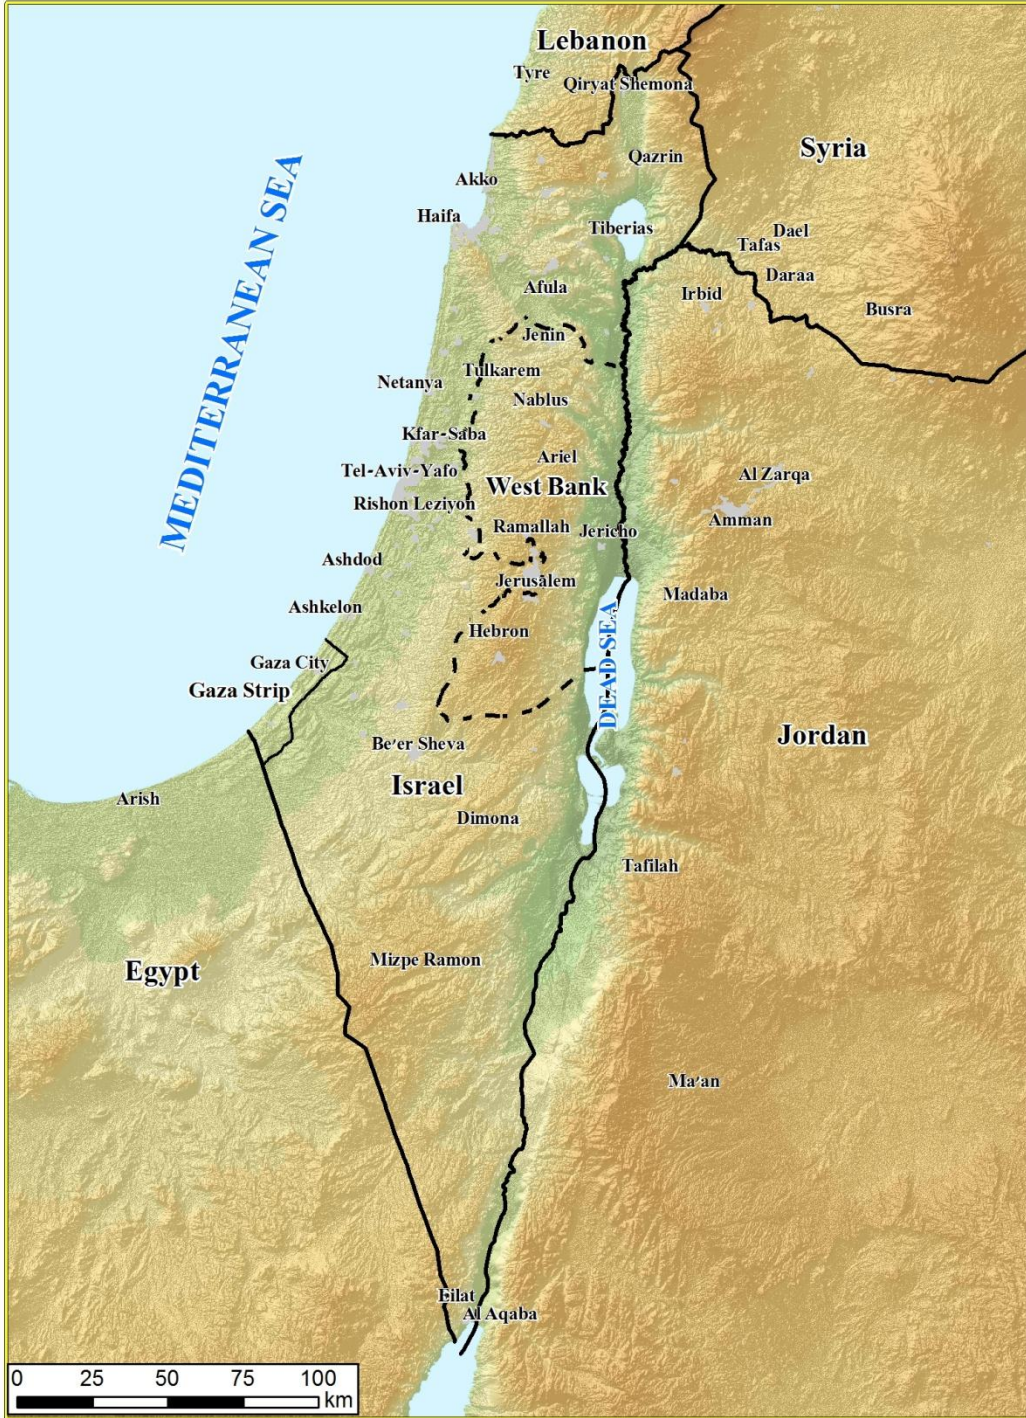 Lebanon
Tyre
Qiryat Shemona
Syria
Qazrin
MEDITERRANEAN SEA
Akko
Haifa
Tiberias
Dael
Tafas
Daraa
Afula
Irbid
Busra
Jenin
Tulkarem
Netanya
Nablus
Kfar-Saba
Ariel
Tel-Aviv-Yafo
Al Zarqa
West Bank
Rishon Leziyon
Amman
Ramallah
Jericho
Ashdod
Jerusalem
Madaba
Ashkelon
Hebron
DEAD SEA
Gaza City
Gaza Strip
Jordan
Be'er Sheva
Israel
Arish
Dimona
Tafilah
Mizpe Ramon
Egypt
Ma'an
Eilat
Al Aqaba
0 25 50 75 100
km